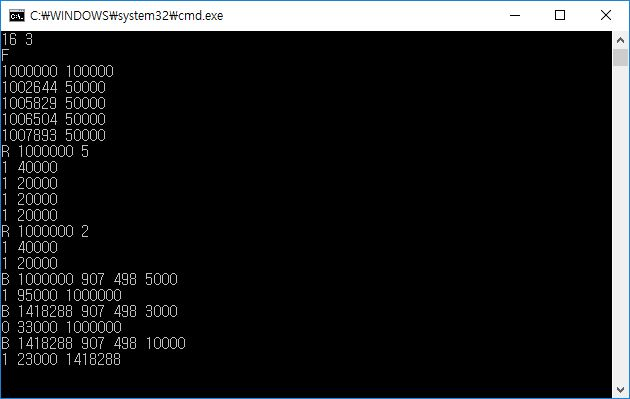 C:₩WINDOWS₩system32₩cmd.exe
16 3
F
1000000 100000
1002644 50000
1005829 50000
1006504 50000
1007893 50000
R 1000000 5
1 40000
1 20000
1 20000
1 20000
R 1000000 2
1 40000
1 20000
B 1000000 907 498 5000
1 95000 1000000
B 1418288 907 498 3000
0 33000 1000000
B 1418288 907 498 10000
1 23000 1418288